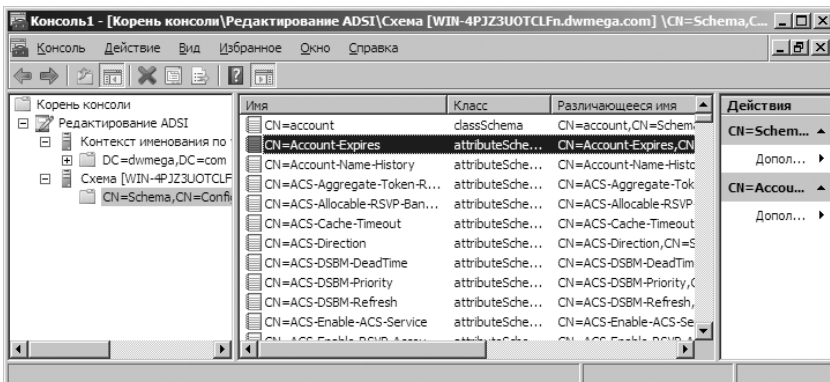 Консоль1 - [Корень консоли\Редактирование ADSI\Схема [WIN-4PJZ3UOTCLFn.dwmega.com] \CN=Schema,C...
Консоль Действие Вид Избранное Окно Справка
Корень консоли
Редактирование ADSI
Контекст именования по
DC=dwmega,DC=com
Схема [WIN-4PJZ3UOTCLF
CN=Schema,CN=Confi
Имя Класс Различающееся имя
CN=account classSchema CN=account,CN=Schem
CN=Account-Expires attributeSche... CN=Account-Expires,CN
CN=Account-Name-History attributeSche... CN=Account-Name-Histo
CN=ACS-Aggregate-Token-R... attributeSche... CN=ACS-Aggregate-Tok
CN=ACS-Allocable-RSVP-Ban... attributeSche... CN=ACS-Allocable-RSVP
CN=ACS-Cache-Timeout attributeSche... CN=ACS-Cache-Timeout
CN=ACS-Direction attributeSche... CN=ACS-Direction,CN=S
CN=ACS-DSBM-DeadTime attributeSche... CN=ACS-DSBM-DeadTim
CN=ACS-DSBM-Priority attributeSche... CN=ACS-DSBM-Priority,C
CN=ACS-DSBM-Refresh attributeSche... CN=ACS-DSBM-Refresh,
CN=ACS-Enable-ACS-Service attributeSche... CN=ACS-Enable-ACS-Se
Действия
CN=Schem...
Допол...
CN=Accou...
Допол...